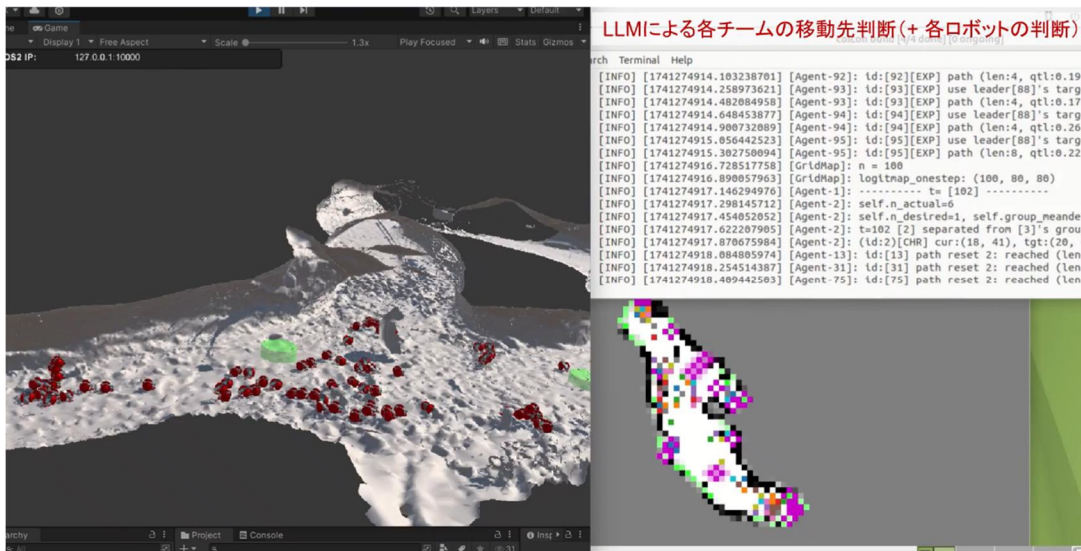 Layers
Default
Game
Display 1
Free Aspect
Scale
1.3x
Play Focused
Stats
Gizmos
OS2 IP: 127.0.0.1:10000
LLMによる各チームの移動先判断(+ 各ロボットの判断)
rch Terminal Help
[INFO] [1741274914.103238701] [Agent-92]: id:[92][EXP] path (len:4, qtl:0.19
[INFO] [1741274914.258973621] [Agent-93]: id:[93][EXP] use leader[88]'s targ
[INFO] [1741274914.482084958] [Agent-93]: id:[93][EXP] path (len:4, qtl:0.17
[INFO] [1741274914.648453877] [Agent-94]: id:[94][EXP] use leader[88]'s targ
[INFO] [1741274914.900732089] [Agent-94]: id:[94][EXP] path (len:4, qtl:0.26
[INFO] [1741274915.056442523] [Agent-95]: id:[95][EXP] use leader[88]'s targ
[INFO] [1741274915.302750094] [Agent-95]: id:[95][EXP] path (len:8, qtl:0.22
[INFO] [1741274916.728517758] [GridMap]: n = 100
[INFO] [1741274916.890057963] [GridMap]: logitmap_onestep: (100, 80, 80)
[INFO] [1741274917.146294976] [Agent-1]: ---------- t= [102] ----------
[INFO] [1741274917.298145712] [Agent-2]: self.n_actual=6
[INFO] [1741274917.454052052] [Agent-2]: self.n_desired=1, self.group_meande
[INFO] [1741274917.622207905] [Agent-2]: t=102 [2] separated from [3]'s grou
[INFO] [1741274917.870675984] [Agent-2]: (id:2)[CHR] cur:(18, 41), tgt:(20,
[INFO] [1741274918.084805974] [Agent-13]: id:[13] path reset 2: reached (len
[INFO] [1741274918.254514387] [Agent-31]: id:[31] path reset 2: reached (len
[INFO] [1741274918.409442503] [Agent-75]: id:[75] path reset 2: reached (len
archy
Project
Console
Insp
31